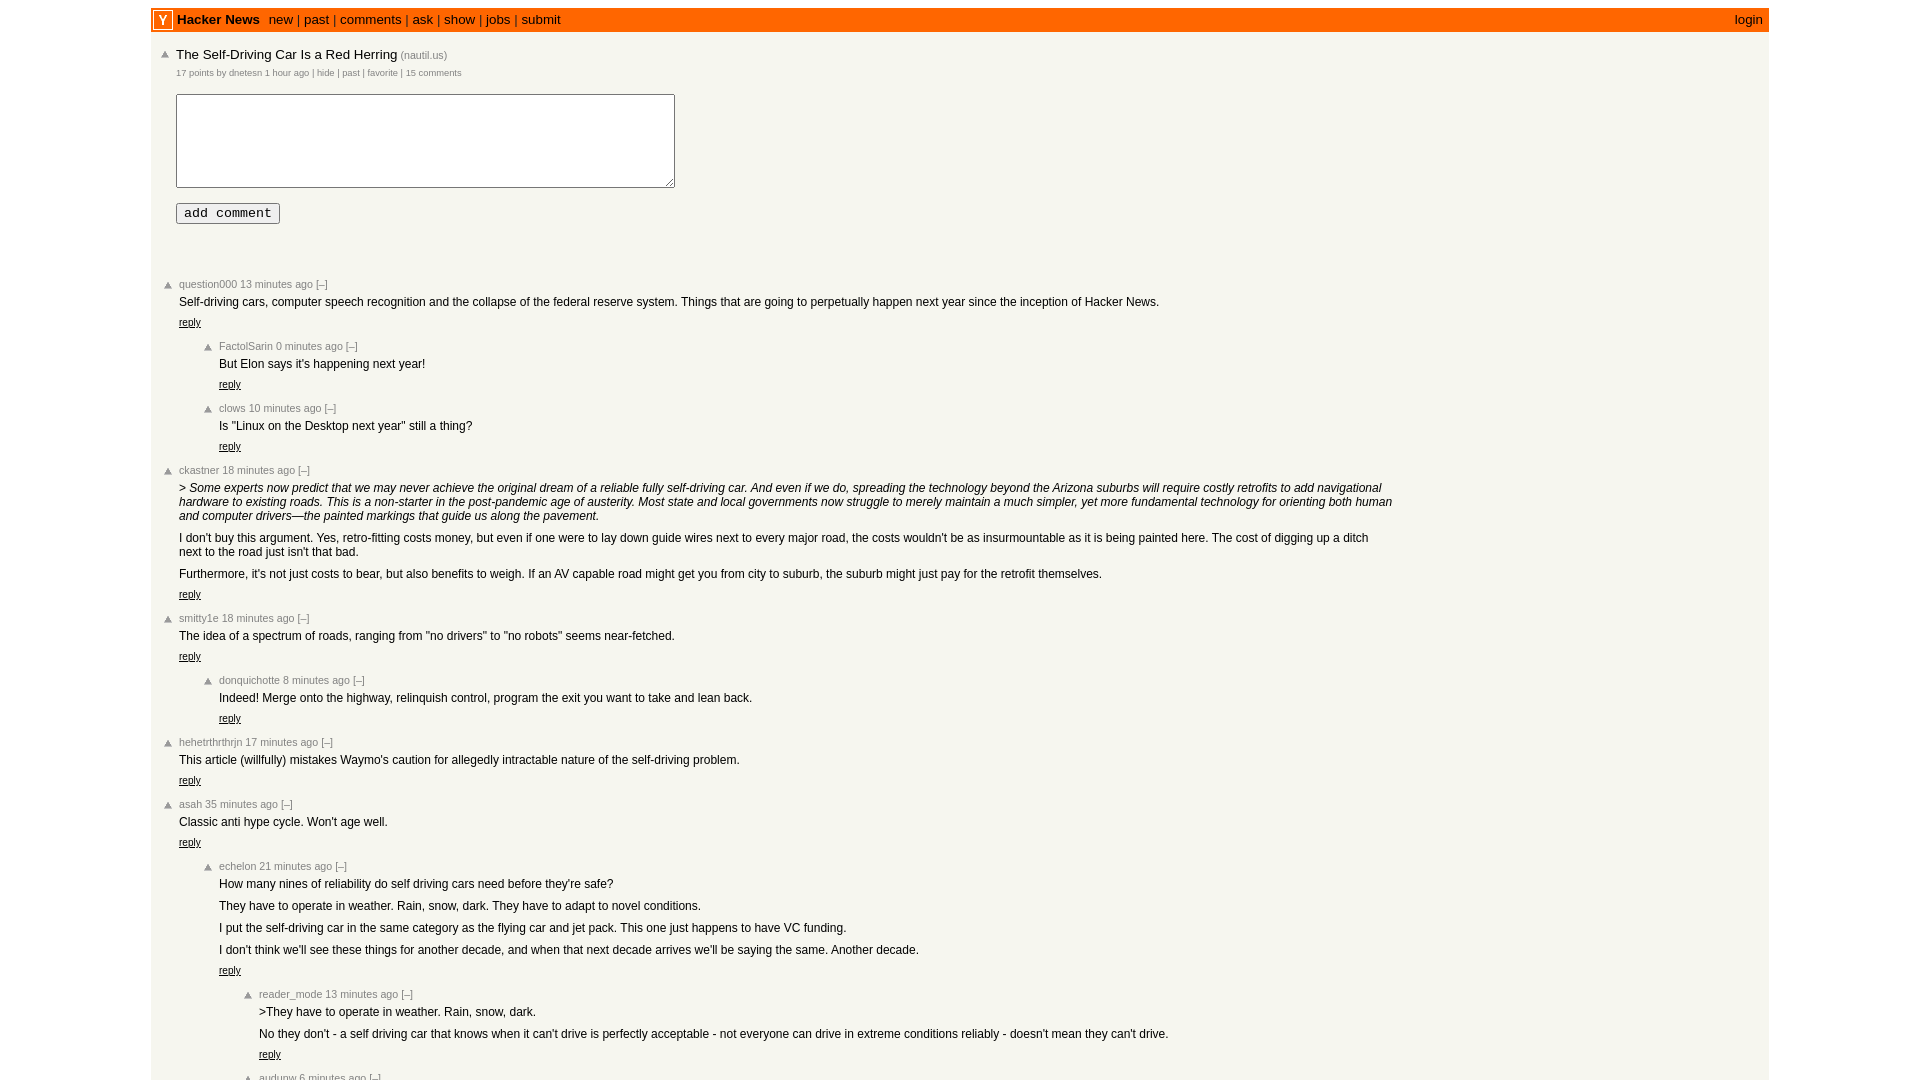 Y Hacker News new | past | comments | ask | show | jobs | submit login
The Self-Driving Car Is a Red Herring (nautil.us)
17 points by dnetesn 1 hour ago | hide | past | favorite | 15 comments
add comment
question000 13 minutes ago [–]
Self-driving cars, computer speech recognition and the collapse of the federal reserve system. Things that are going to perpetually happen next year since the inception of Hacker News.
reply
FactolSarin 0 minutes ago [–]
But Elon says it's happening next year!
reply
clows 10 minutes ago [–]
Is "Linux on the Desktop next year" still a thing?
reply
ckastner 18 minutes ago [–]
> Some experts now predict that we may never achieve the original dream of a reliable fully self-driving car. And even if we do, spreading the technology beyond the Arizona suburbs will require costly retrofits to add navigational
hardware to existing roads. This is a non-starter in the post-pandemic age of austerity. Most state and local governments now struggle to merely maintain a much simpler, yet more fundamental technology for orienting both human
and computer drivers—the painted markings that guide us along the pavement.
I don't buy this argument. Yes, retro-fitting costs money, but even if one were to lay down guide wires next to every major road, the costs wouldn't be as insurmountable as it is being painted here. The cost of digging up a ditch
next to the road just isn't that bad.
Furthermore, it's not just costs to bear, but also benefits to weigh. If an AV capable road might get you from city to suburb, the suburb might just pay for the retrofit themselves.
reply
smitty1e 18 minutes ago [–]
The idea of a spectrum of roads, ranging from "no drivers" to "no robots" seems near-fetched.
reply
donquichotte 8 minutes ago [–]
Indeed! Merge onto the highway, relinquish control, program the exit you want to take and lean back.
reply
hehetrthrthrjn 17 minutes ago [–]
This article (willfully) mistakes Waymo's caution for allegedly intractable nature of the self-driving problem.
reply
asah 35 minutes ago [–]
Classic anti hype cycle. Won't age well.
reply
echelon 21 minutes ago [–]
How many nines of reliability do self driving cars need before they're safe?
They have to operate in weather. Rain, snow, dark. They have to adapt to novel conditions.
I put the self-driving car in the same category as the flying car and jet pack. This one just happens to have VC funding.
I don't think we'll see these things for another decade, and when that next decade arrives we'll be saying the same. Another decade.
reply
reader_mode 13 minutes ago [–]
>They have to operate in weather. Rain, snow, dark.
No they don't - a self driving car that knows when it can't drive is perfectly acceptable - not everyone can drive in extreme conditions reliably - doesn't mean they can't drive.
reply
audunw 6 minutes ago [–]